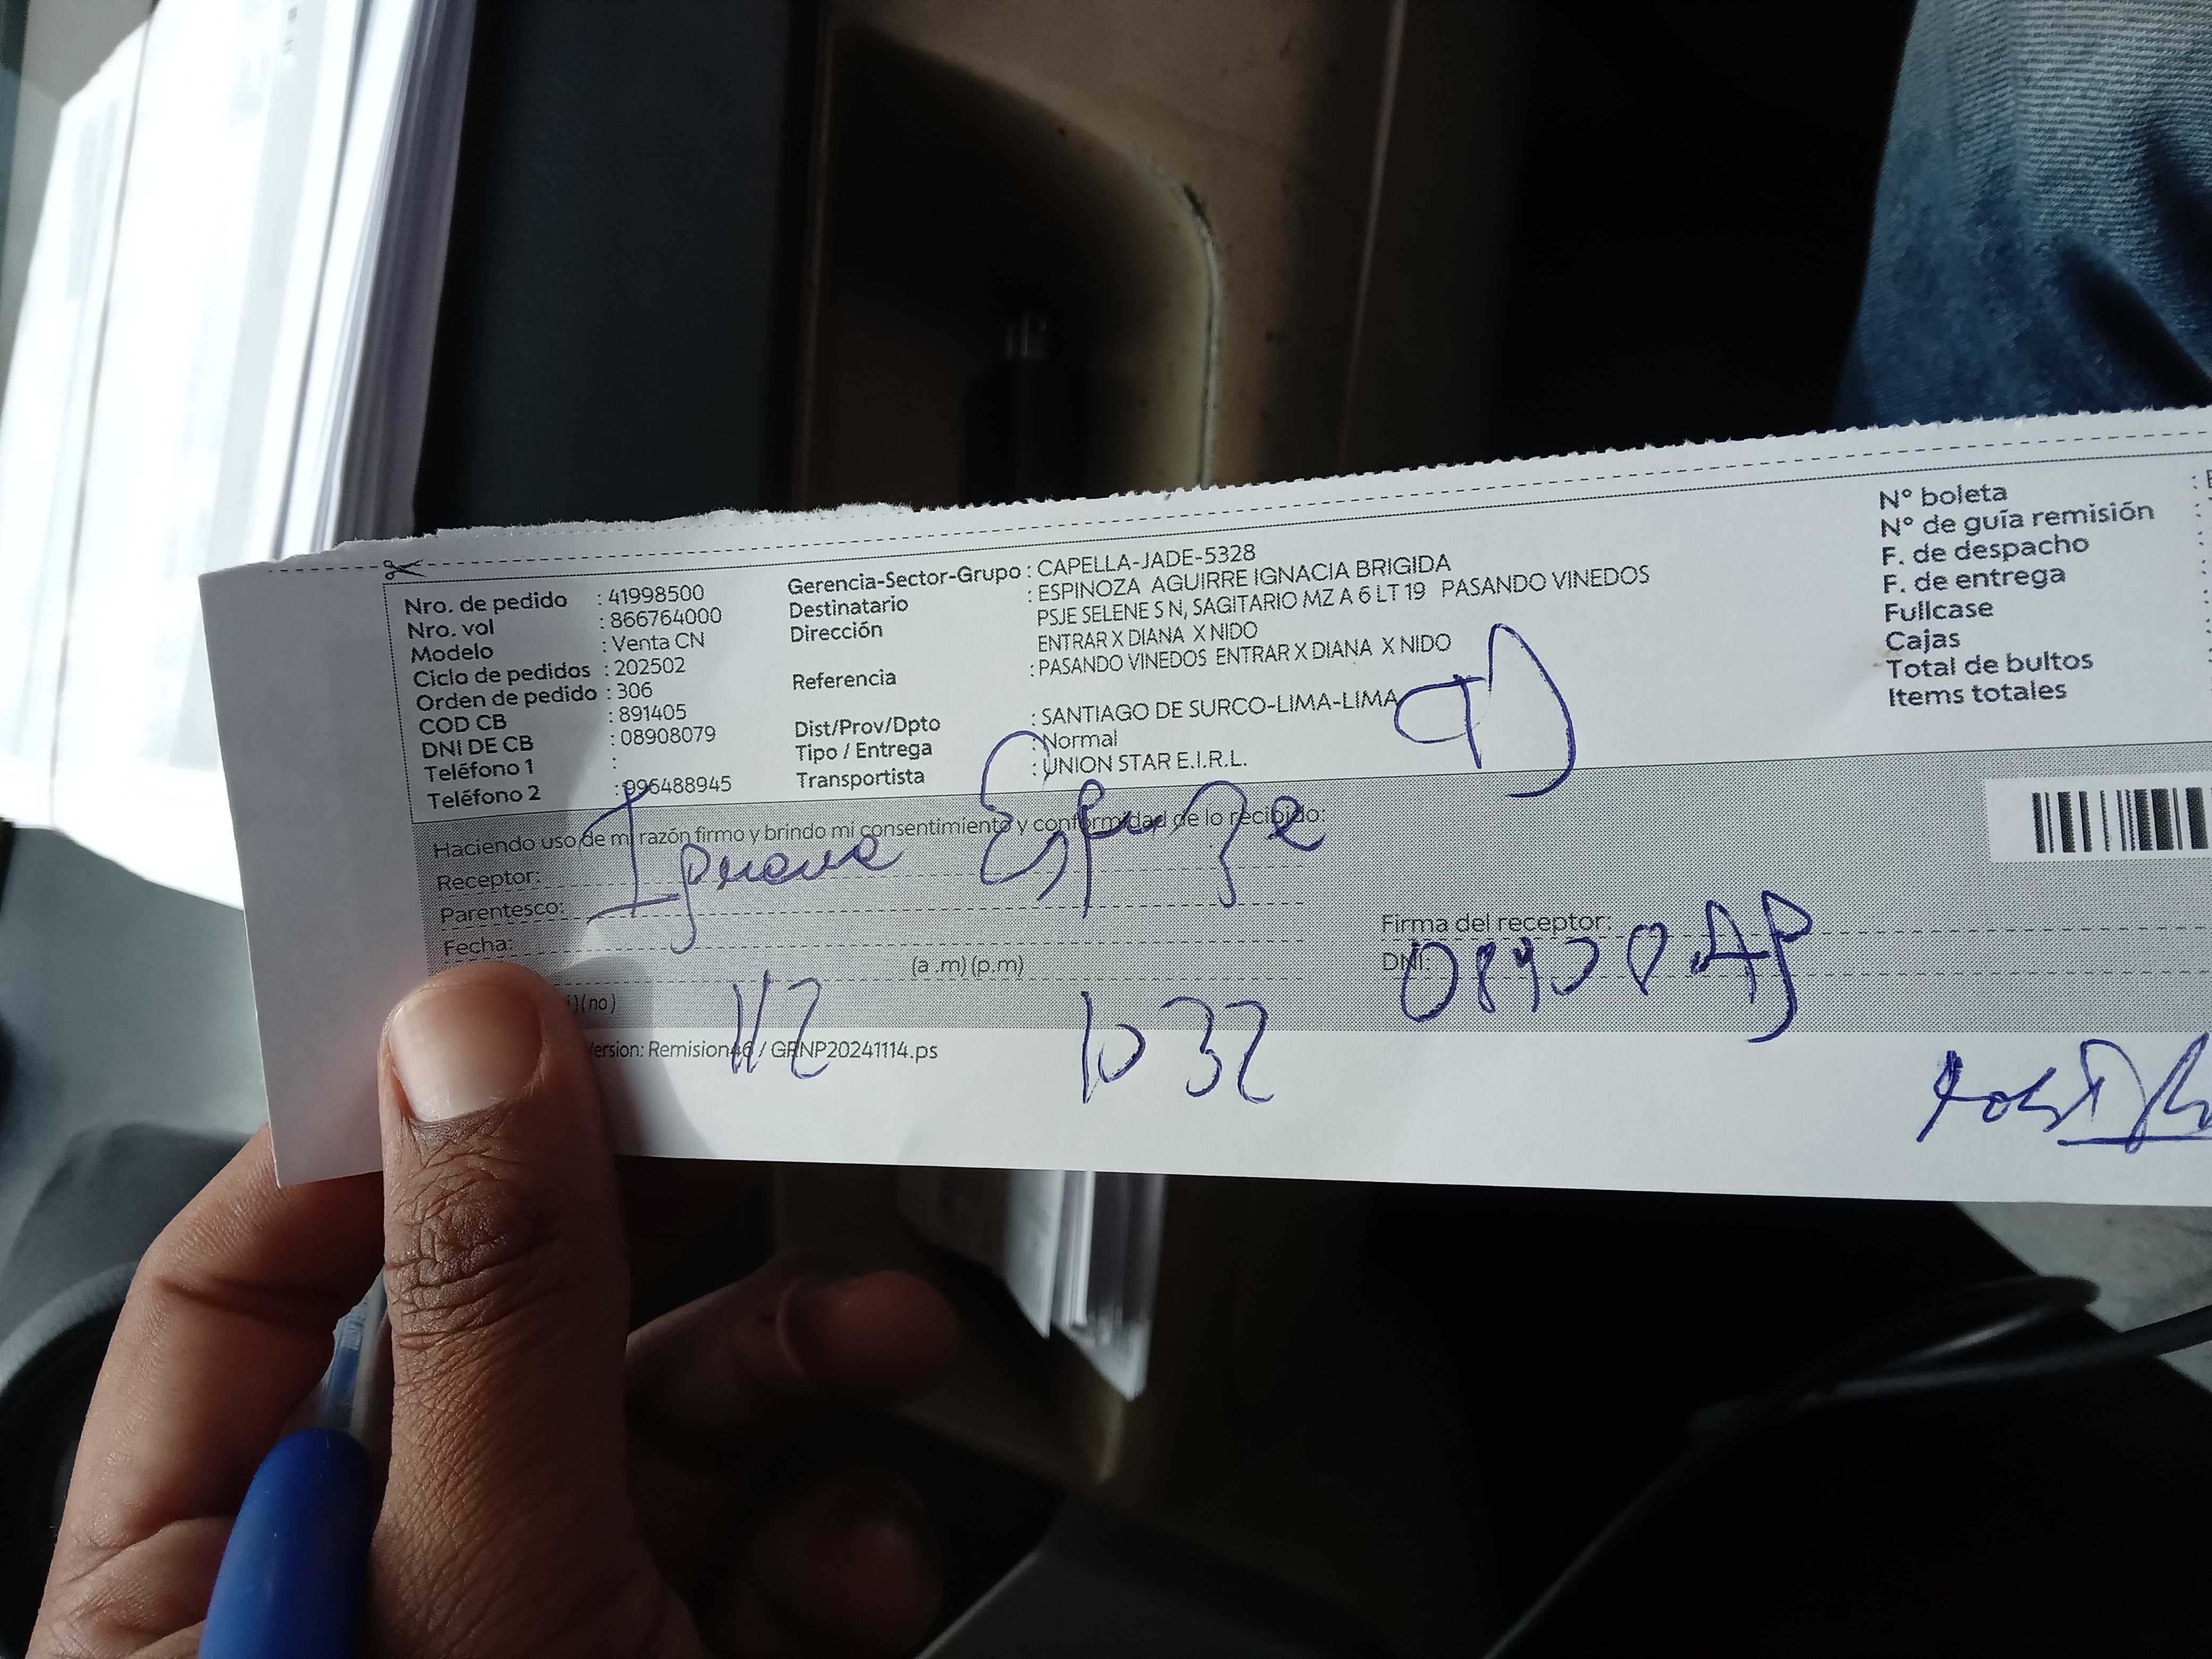 Nro. de pedido : 41998500
Nro. vol : 866764000
Modelo : Venta CN
Ciclo de pedidos : 202502
Orden de pedido : 306
COD CB : 891405
DNI DE CB : 08908079
Teléfono 1 :
Teléfono 2 : 996488945
Gerencia-Sector-Grupo : CAPELLA-JADE-5328
Destinatario : ESPINOZA AGUIRRE IGNACIA BRIGIDA
Dirección PSJE SELENE S N, SAGITARIO MZ A 6 LT 19 PASANDO VINEDOS
ENTRAR X DIANA X NIDO
Referencia : PASANDO VINEDOS ENTRAR X DIANA X NIDO
Dist/Prov/Dpto : SANTIAGO DE SURCO-LIMA-LIMA
Tipo / Entrega : Normal
Transportista : UNION STAR E.I.R.L.
N° boleta :
N° de guía remisión :
F. de despacho :
F. de entrega :
Fullcase
Cajas
Total de bultos
Items totales
Haciendo uso de mi razón firmo y brindo mi consentimiento y conformidad de lo recibido:
Receptor:
Parentesco:
Fecha:
(a .m) (p.m)
)(no)
Firma del receptor:
DNI:
1/2 10 32
ersion: Remision46 / GRNP20241114.ps